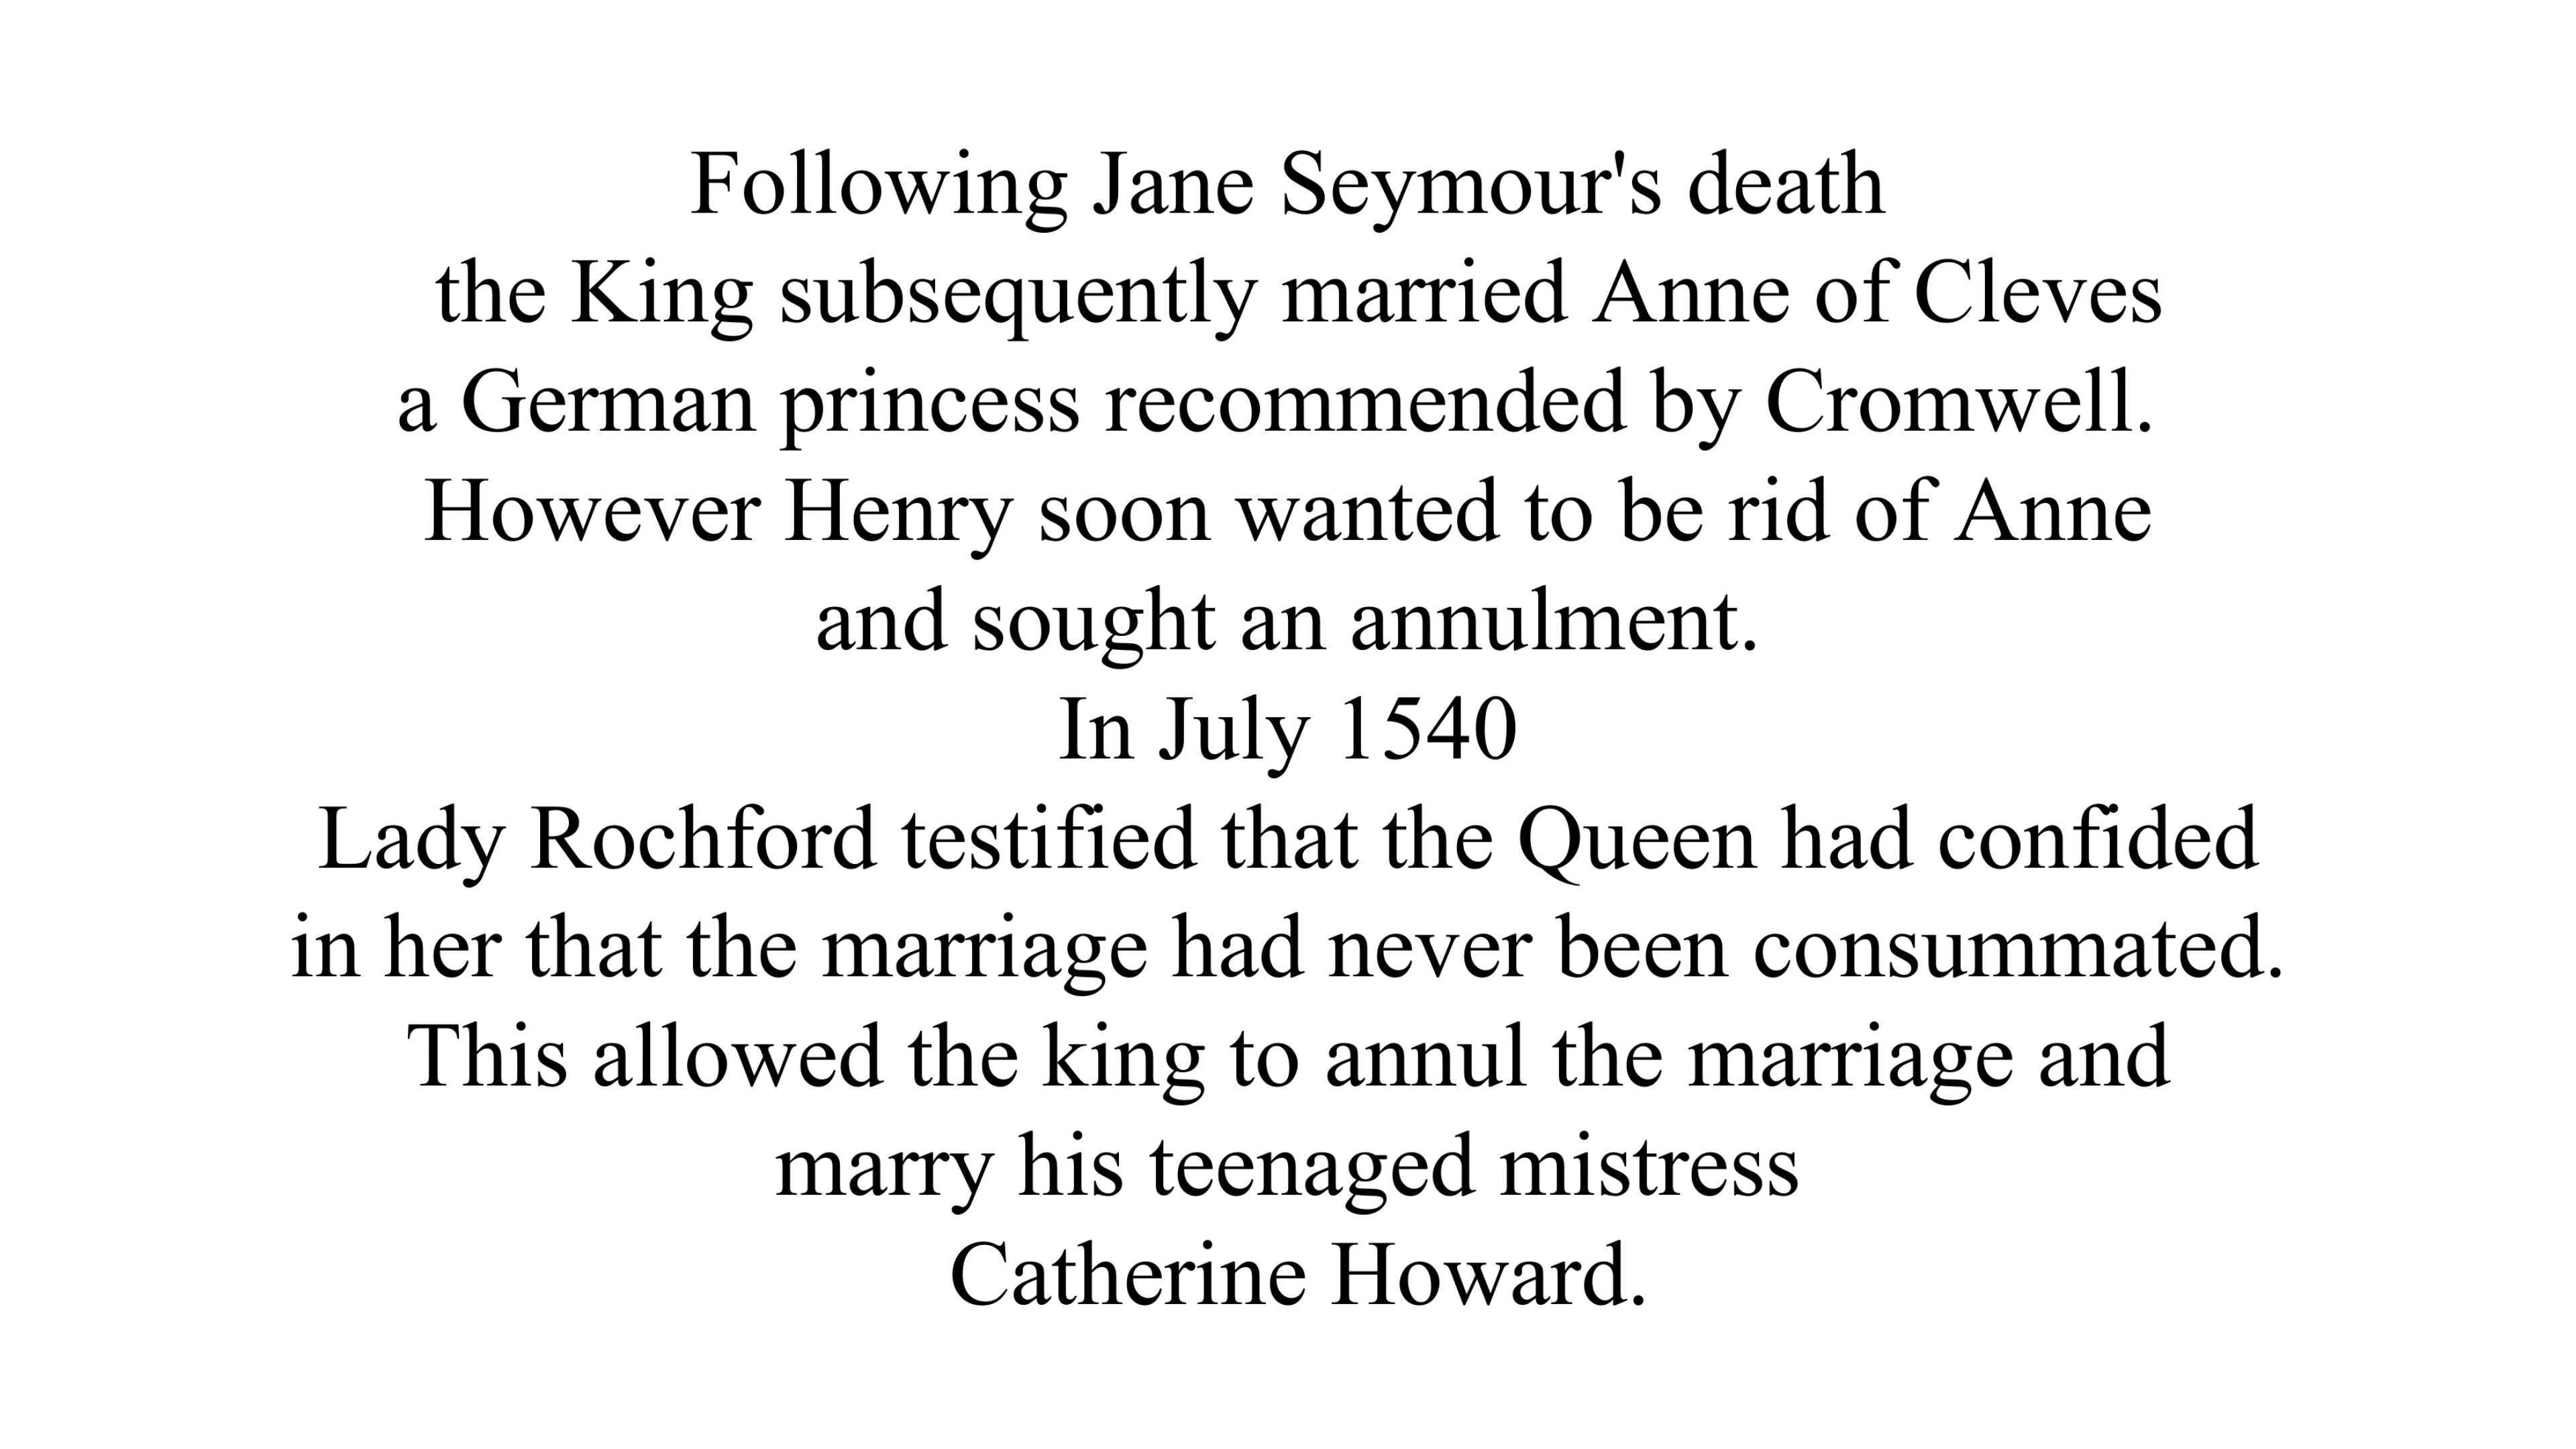 Following Jane Seymour's death
the King subsequently married Anne of Cleves
a German princess recommended by Cromwell.
However Henry soon wanted to be rid of Anne
and sought an annulment.
In July 1540
Lady Rochford testified that the Queen had confided
in her that the marriage had never been consummated.
This allowed the king to annul the marriage and
marry his teenaged mistress
Catherine Howard.